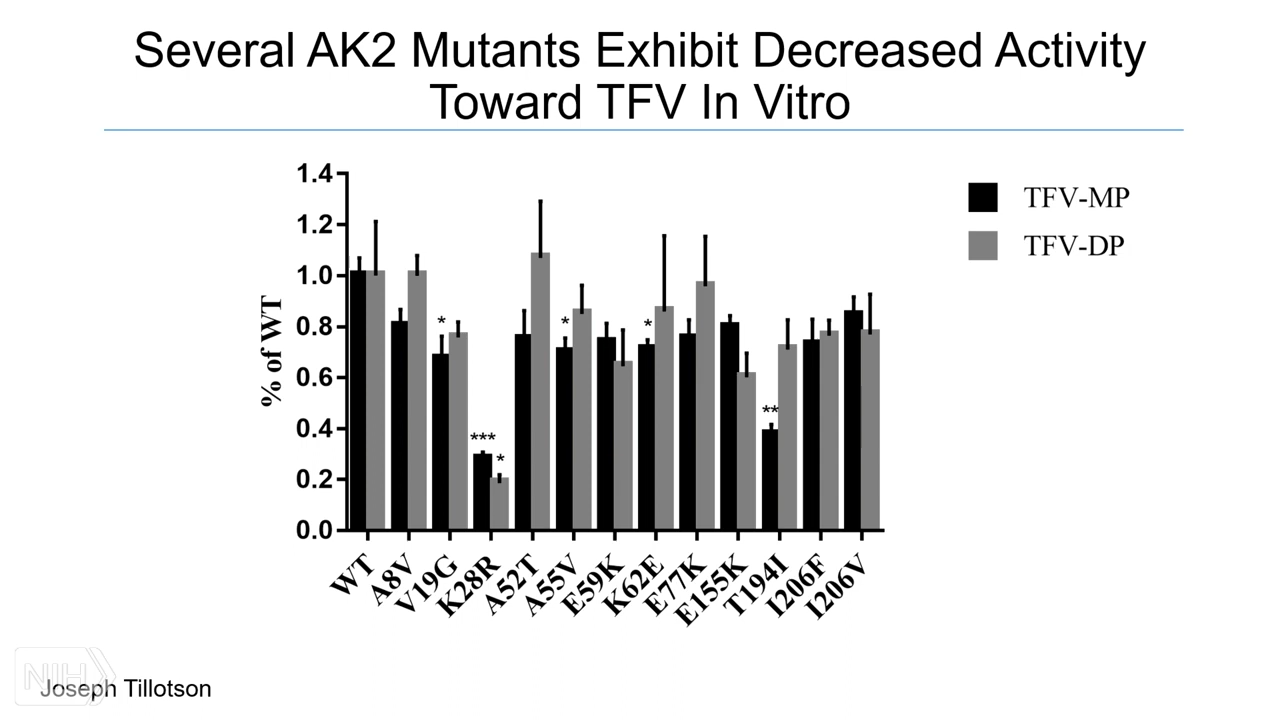 Several AK2 Mutants Exhibit Decreased Activity
Toward TFV In Vitro
% of WT
1.4
1.2
1.0
0.8
0.6
0.4
0.2
0.0
*
***
*
*
*
**
WT
A8V
V19G
K28R
A52T
A55V
E59K
K62E
E77K
E155K
T194I
I206F
I206V
TFV-MP
TFV-DP
NIH
Joseph Tillotson